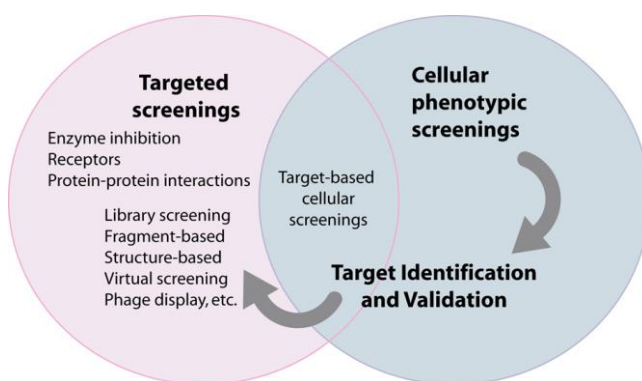 Targeted
screenings
Enzyme inhibition
Receptors
Protein-protein interactions
Library screening
Fragment-based
Structure-based
Virtual screening
Phage display, etc.
Target-based
cellular
screenings
Cellular
phenotypic
screenings
Target Identification
and Validation